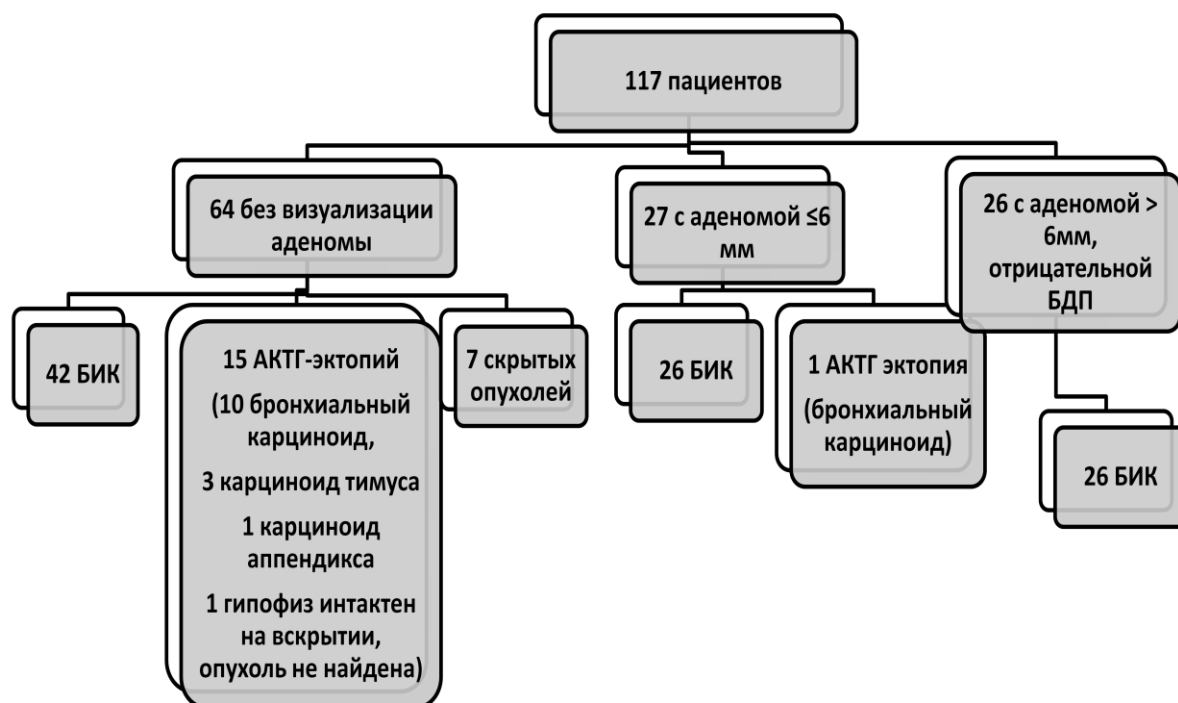 117 пациентов
64 без визуализации
аденомы
27 с аденомой ≤6
мм
26 с аденомой >
6мм,
отрицательной
БДП
42 БИК
15 АКТГ-эктопий
(10 бронхиальный
карциноид,
3 карциноид тимуса
1 карциноид
аппендикса
1 гипофиз интактен
на вскрытии,
опухоль не найдена)
7 скрытых
опухолей
26 БИК
1 АКТГ эктопия
(бронхиальный
карциноид)
26 БИК